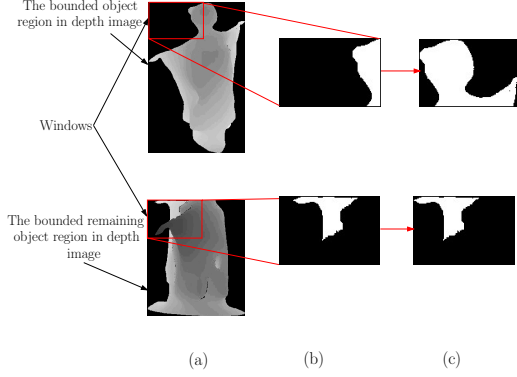 The bounded object
region in depth image
Windows
The bounded remaining
object region in depth
image
(a)
(b)
(c)